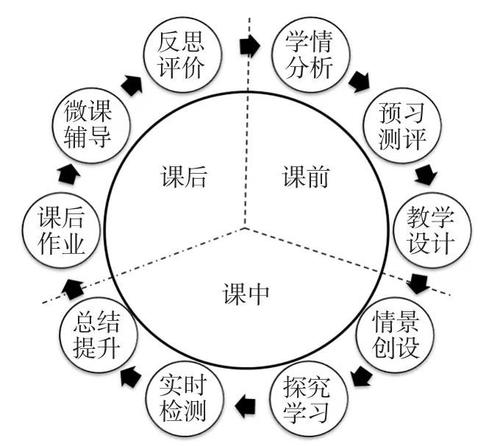 反思
评价
学情
分析
微课
辅导
预习
测评
课后
课前
课后
作业
教学
设计
课中
总结
提升
情景
创设
实时
检测
探究
学习